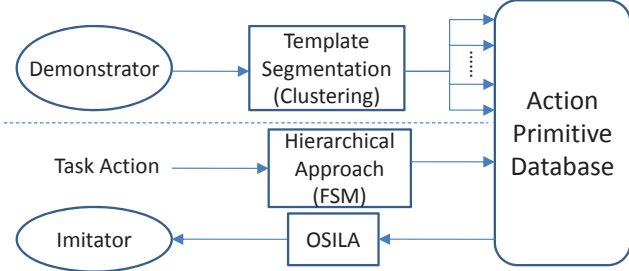 Demonstrator
Template
Segmentation
(Clustering)
Action
Primitive
Database
Task Action
Hierarchical
Approach
(FSM)
Imitator
OSILA